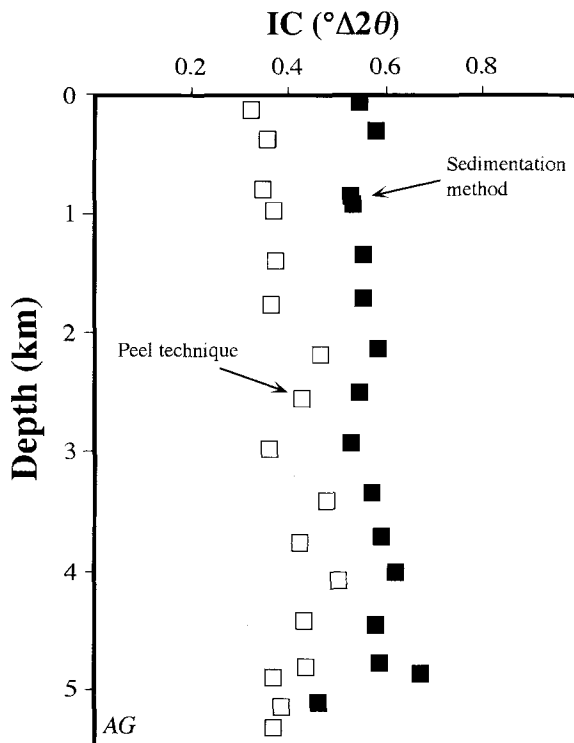 IC (°Δ2θ)
0.2 0.4 0.6 0.8
0
Sedimentation
method
1
2
Peel technique
Depth (km)
3
4
5
AG